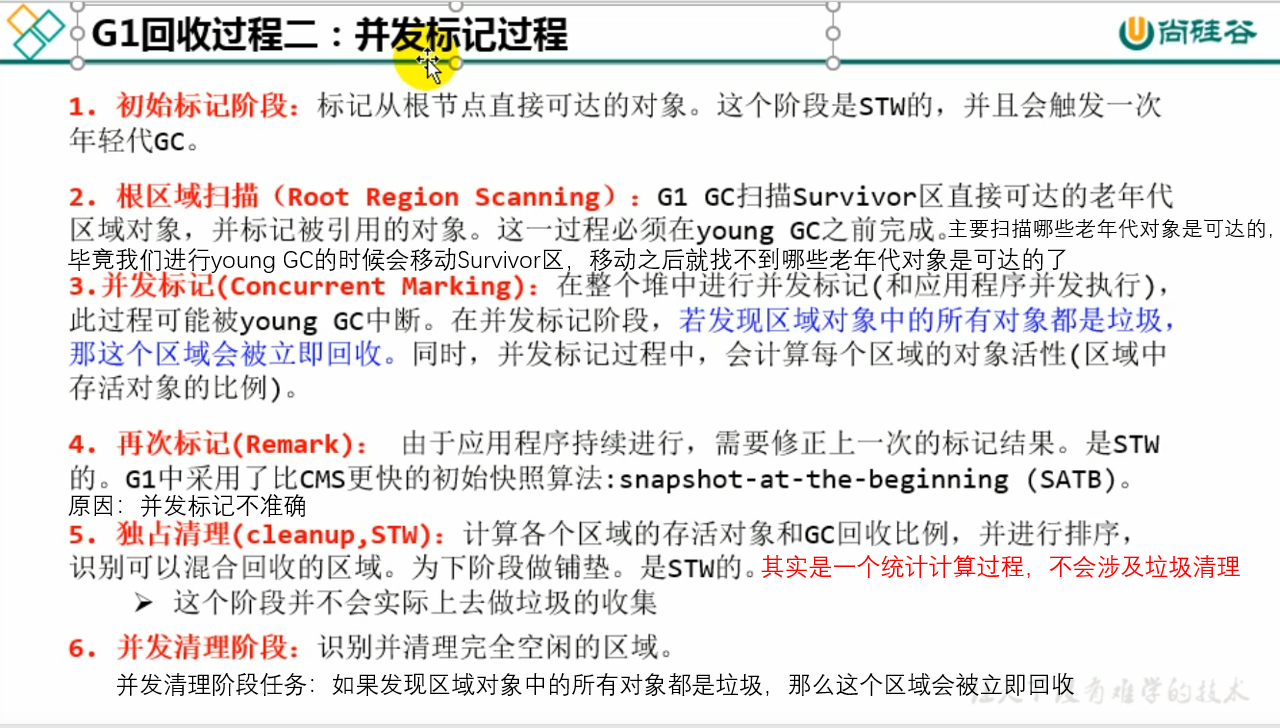 G1回收过程二：并发标记过程
尚硅谷
1. 初始标记阶段：标记从根节点直接可达的对象。这个阶段是STW的，并且会触发一次
年轻代GC。
2. 根区域扫描（Root Region Scanning）：G1 GC扫描Survivor区直接可达的老年代
区域对象，并标记被引用的对象。这一过程必须在young GC之前完成。主要扫描哪些老年代对象是可达的，
毕竟我们进行young GC的时候会移动Survivor区，移动之后就找不到哪些老年代对象是可达的了
3.并发标记(Concurrent Marking)：在整个堆中进行并发标记(和应用程序并发执行)，
此过程可能被young GC中断。在并发标记阶段，若发现区域对象中的所有对象都是垃圾，
那这个区域会被立即回收。同时，并发标记过程中，会计算每个区域的对象活性(区域中
存活对象的比例)。
4. 再次标记(Remark)： 由于应用程序持续进行，需要修正上一次的标记结果。是STW
的。G1中采用了比CMS更快的初始快照算法:snapshot-at-the-beginning (SATB)。
原因：并发标记不准确
5. 独占清理(cleanup,STW)：计算各个区域的存活对象和GC回收比例，并进行排序，
识别可以混合回收的区域。为下阶段做铺垫。是STW的。其实是一个统计计算过程，不会涉及垃圾清理
➢ 这个阶段并不会实际上去做垃圾的收集
6. 并发清理阶段：识别并清理完全空闲的区域。
并发清理阶段任务：如果发现区域对象中的所有对象都是垃圾，那么这个区域会被立即回收
有难学的技术